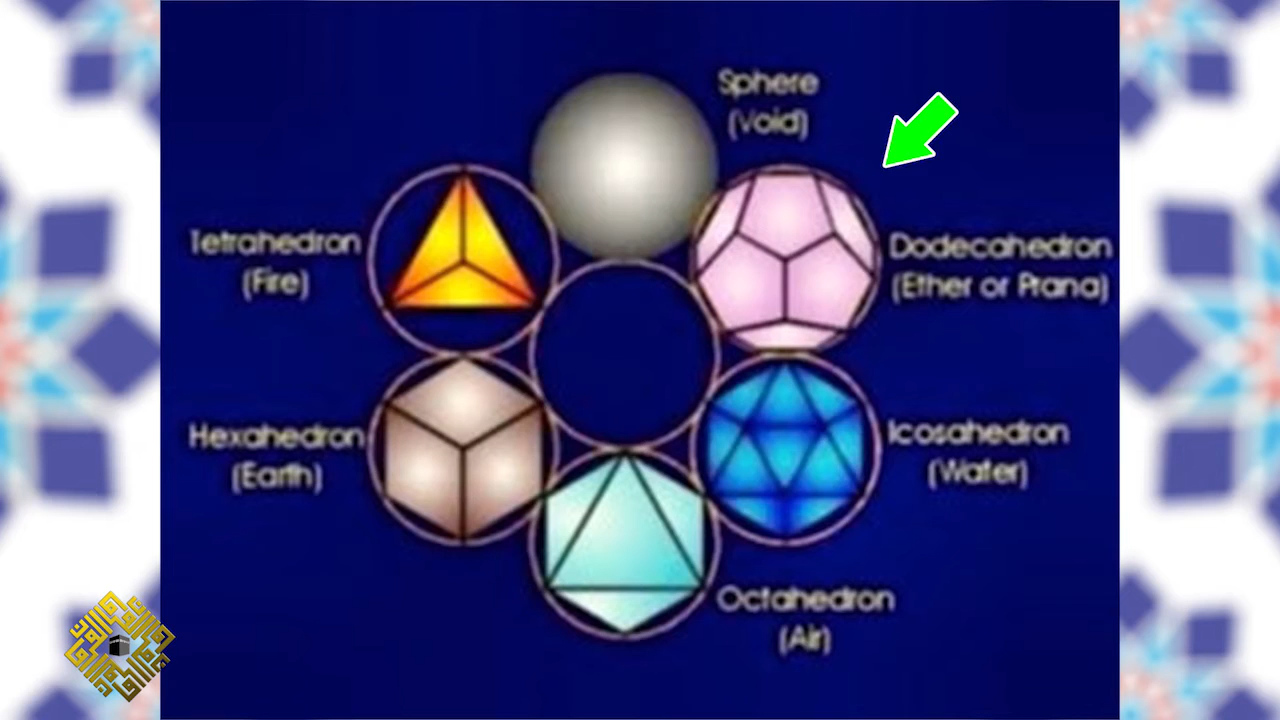 Sphere
(Void)
Tetrahedron
(Fire)
Dodecahedron
(Ether or Prana)
Hexahedron
(Earth)
Icosahedron
(Water)
Octahedron
(Air)